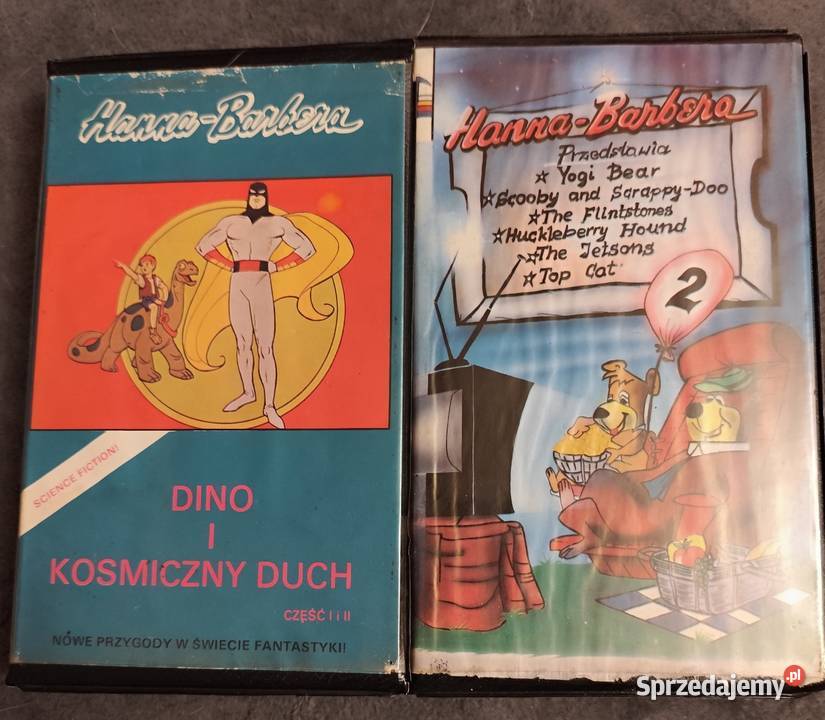 Hanna-Barbera
SCIENCE FICTION!
DINO
I
KOSMICZNY DUCH
CZĘŚĆ I i II
NOWE PRZYGODY W ŚWIECIE FANTASTYKI!
Hanna-Barbera
Przedstawia
☆ Yogi Bear
☆Scooby and Scrappy-Doo
☆The Flintstones
☆Huckleberry Hound
☆The Jetsons
☆Top Cat
2
Sprzedajemy.pl